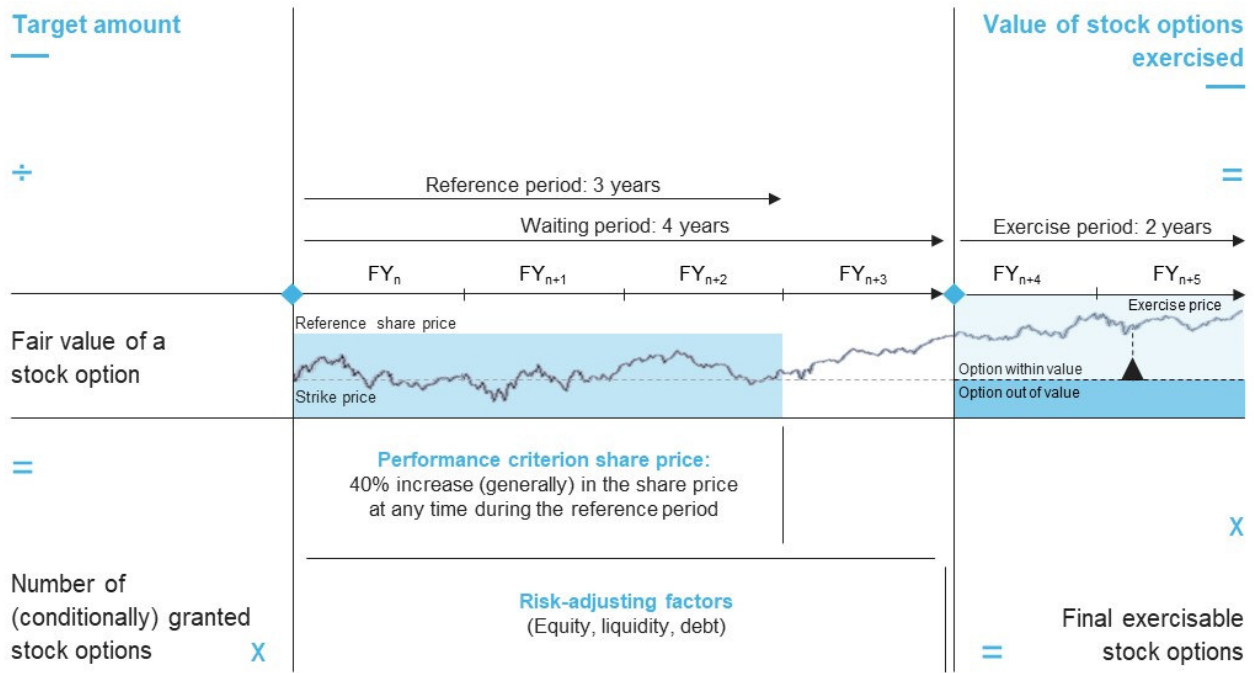 Target amount
÷
Fair value of a
stock option
=
Number of
(conditionally) granted
stock options x
Reference period: 3 years
Waiting period: 4 years
FYn
FYn+1
FYn+2
FYn+3
Reference share price
Strike price
Performance criterion share price:
40% increase (generally) in the share price
at any time during the reference period
Risk-adjusting factors
(Equity, liquidity, debt)
Value of stock options
exercised
=
Exercise period: 2 years
FYn+4
FYn+5
Exercise price
Option within value
Option out of value
x
Final exercisable
= stock options